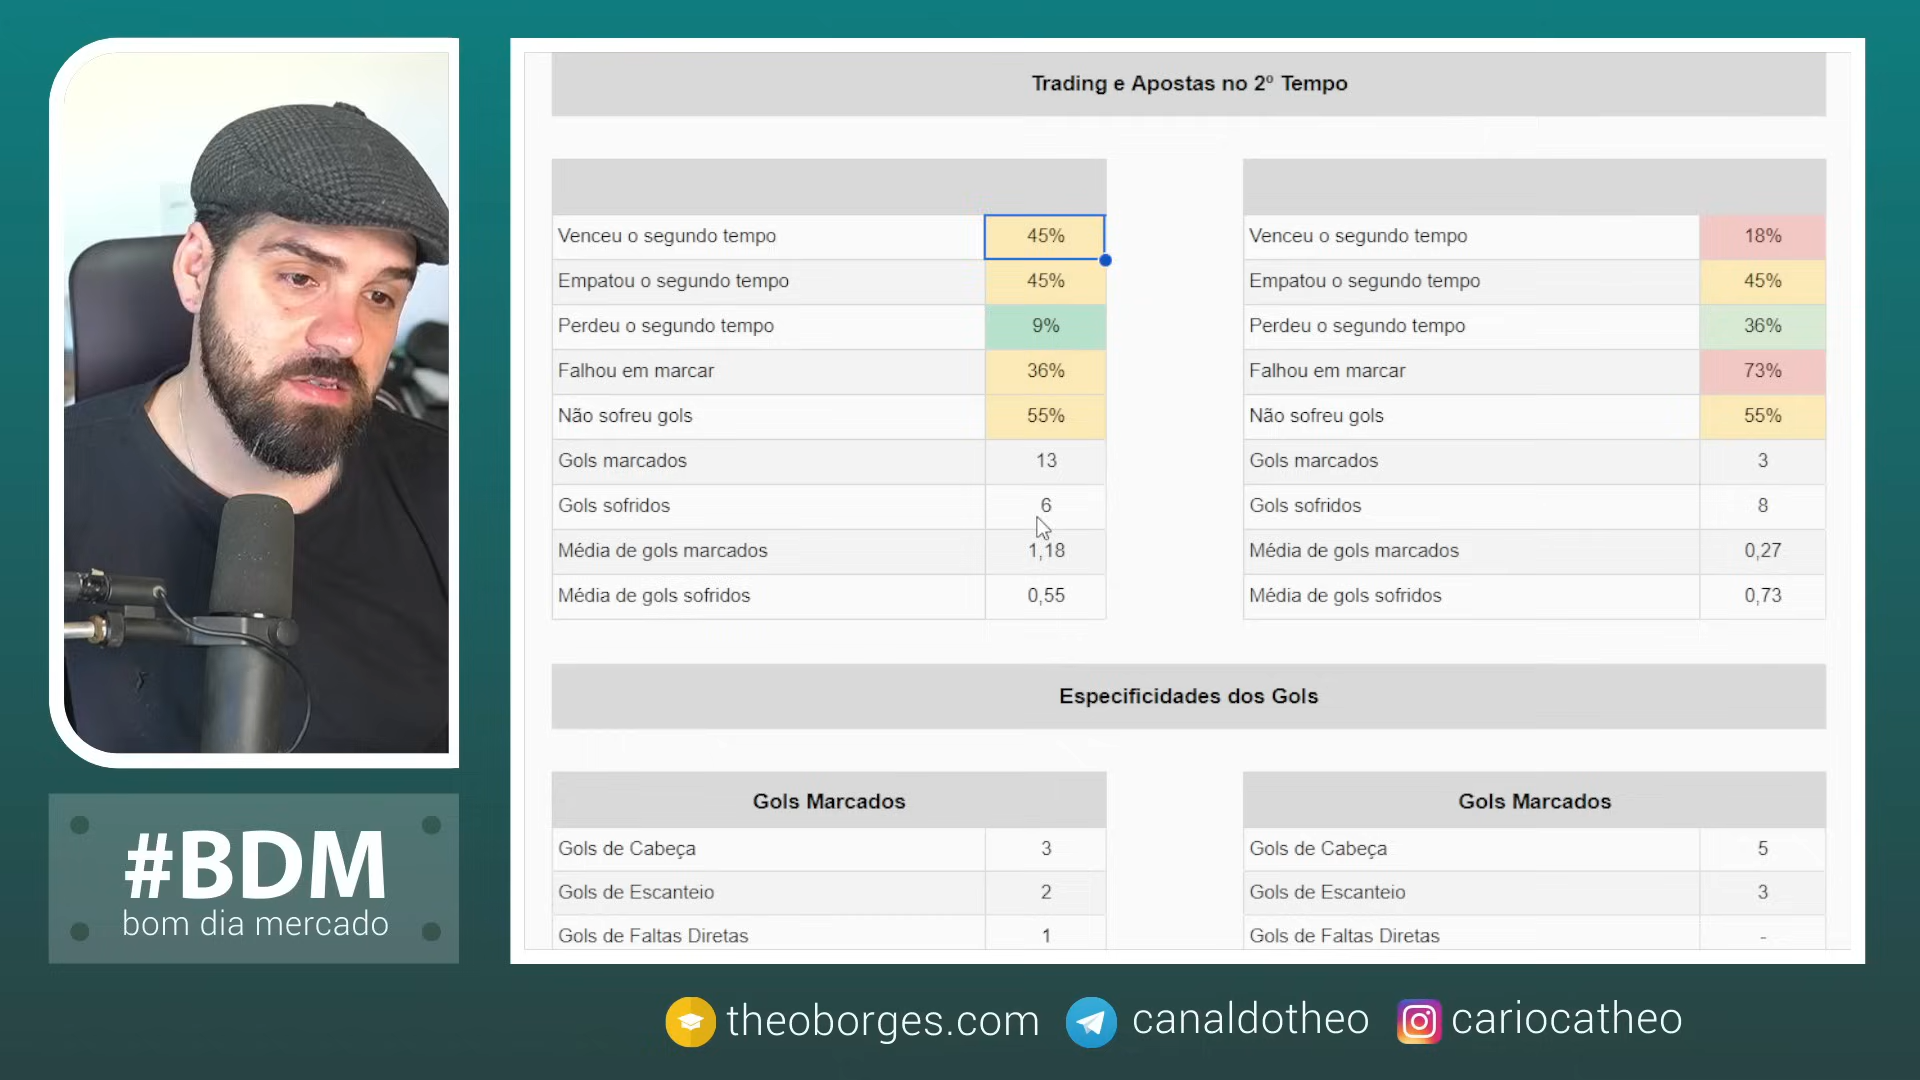 Trading e Apostas no 2º Tempo
Venceu o segundo tempo 45%
Empatou o segundo tempo 45%
Perdeu o segundo tempo 9%
Falhou em marcar 36%
Não sofreu gols 55%
Gols marcados 13
Gols sofridos 6
Média de gols marcados 1,18
Média de gols sofridos 0,55
Venceu o segundo tempo 18%
Empatou o segundo tempo 45%
Perdeu o segundo tempo 36%
Falhou em marcar 73%
Não sofreu gols 55%
Gols marcados 3
Gols sofridos 8
Média de gols marcados 0,27
Média de gols sofridos 0,73
Especificidades dos Gols
Gols Marcados
Gols de Cabeça 3
Gols de Escanteio 2
Gols de Faltas Diretas 1
Gols Marcados
Gols de Cabeça 5
Gols de Escanteio 3
Gols de Faltas Diretas -
#BDM
bom dia mercado
theoborges.com canaldotheo cariocatheo